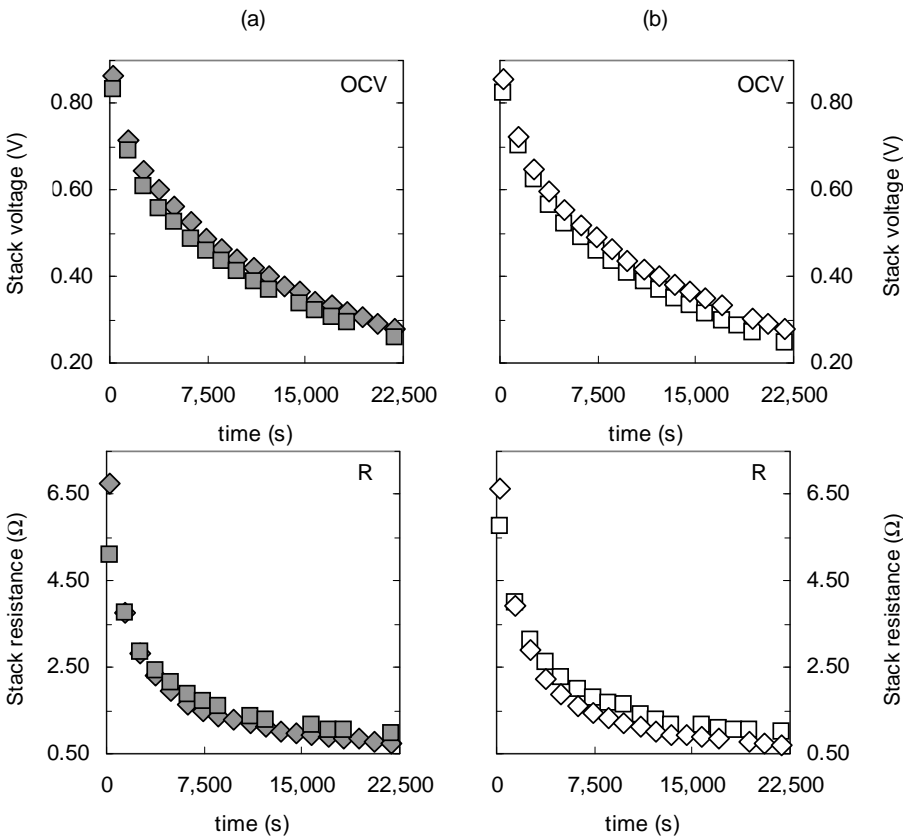 (a)
(b)
OCV
OCV
Stack voltage (V)
0.80
0.60
0.40
0.20
0 7,500 15,000 22,500
time (s)
0.80
0.60
0.40
0.20
Stack voltage (V)
0 7,500 15,000 22,500
time (s)
R
R
Stack resistance (Ω)
6.50
4.50
2.50
0.50
0 7,500 15,000 22,500
time (s)
6.50
4.50
2.50
0.50
Stack resistance (Ω)
0 7,500 15,000 22,500
time (s)